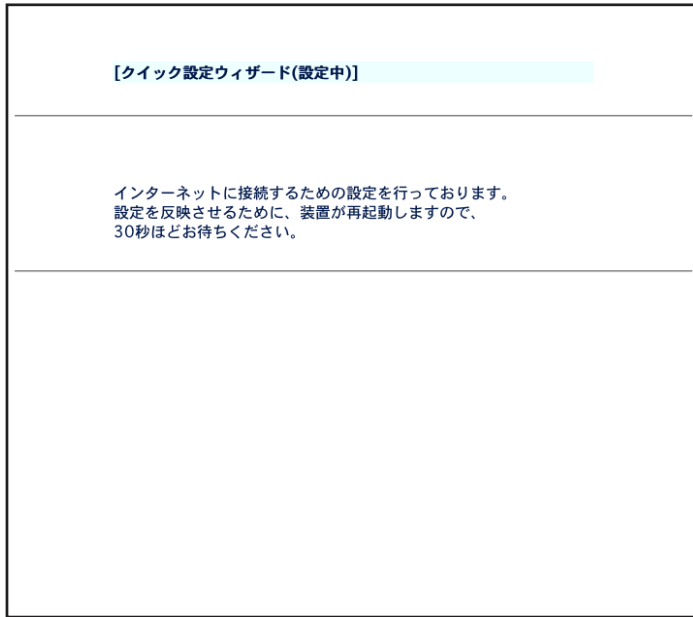 [クイック設定ウィザード(設定中)]
インターネットに接続するための設定を行っております。
設定を反映させるために、装置が再起動しますので、
30秒ほどお待ちください。